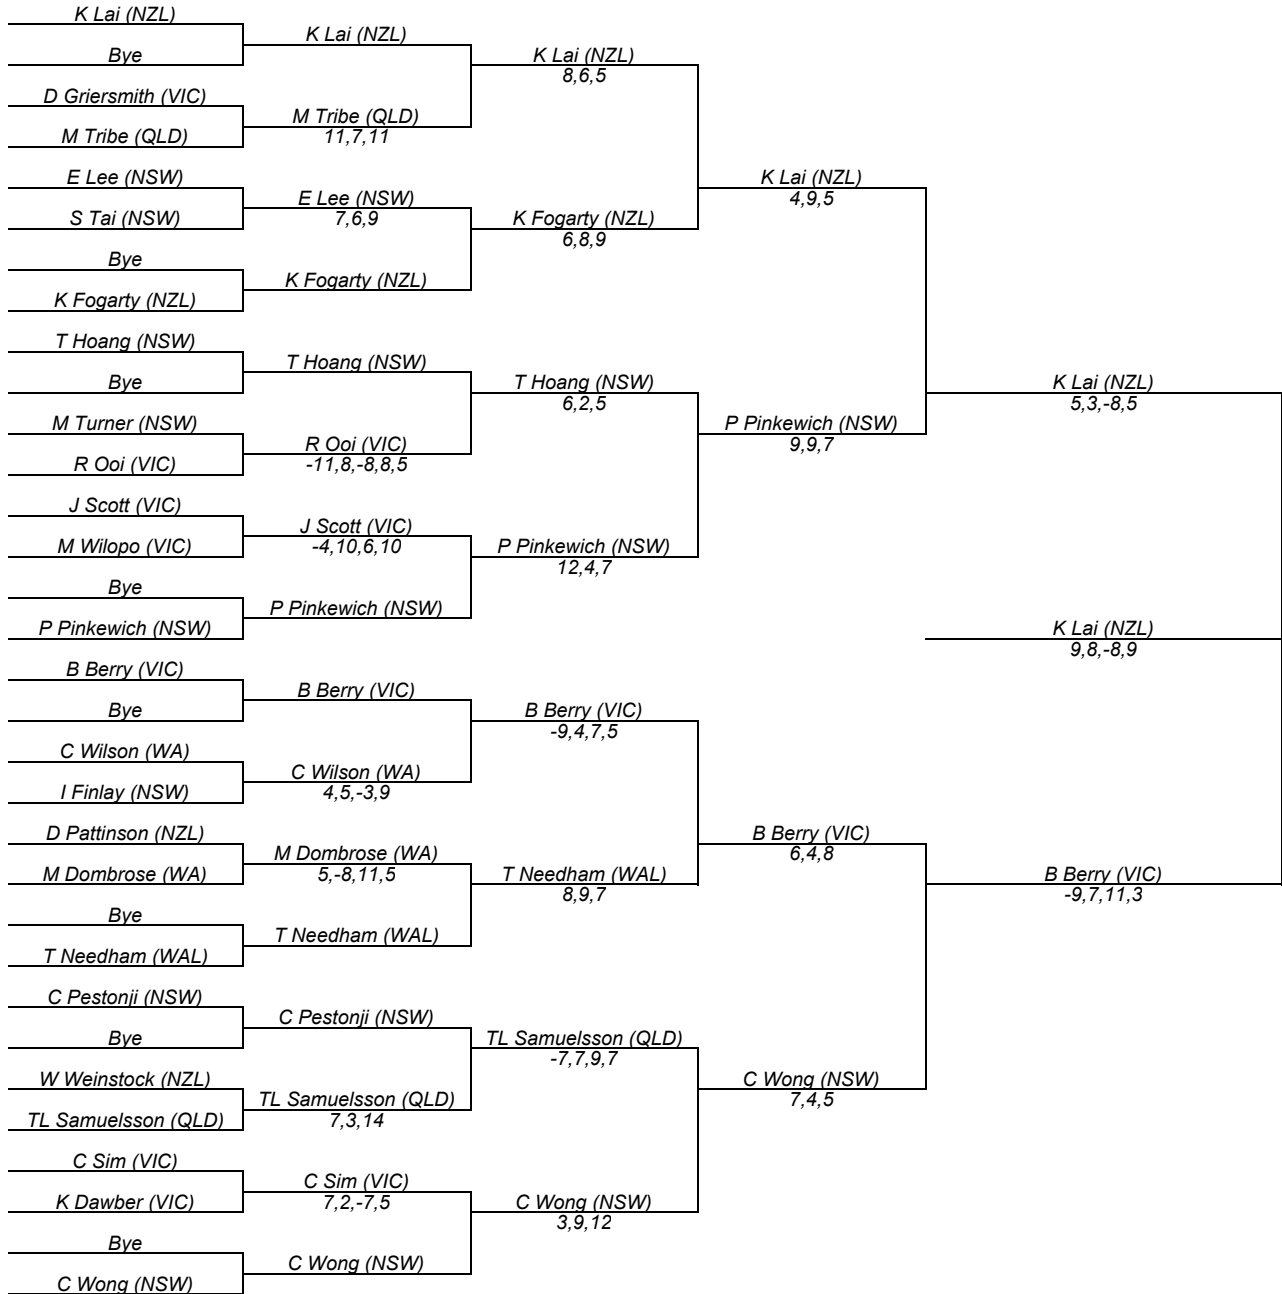 K Lai (NZL)
Bye
D Griersmith (VIC)
M Tribe (QLD)
E Lee (NSW)
S Tai (NSW)
Bye
K Fogarty (NZL)
T Hoang (NSW)
Bye
M Turner (NSW)
R Ooi (VIC)
J Scott (VIC)
M Wilopo (VIC)
Bye
P Pinkewich (NSW)
B Berry (VIC)
Bye
C Wilson (WA)
I Finlay (NSW)
D Pattinson (NZL)
M Dombrose (WA)
Bye
T Needham (WAL)
C Pestonji (NSW)
Bye
W Weinstock (NZL)
TL Samuelsson (QLD)
C Sim (VIC)
K Dawber (VIC)
Bye
C Wong (NSW)
K Lai (NZL)
M Tribe (QLD)
11,7,11
E Lee (NSW)
7,6,9
K Fogarty (NZL)
T Hoang (NSW)
R Ooi (VIC)
-11,8,-8,8,5
J Scott (VIC)
-4,10,6,10
P Pinkewich (NSW)
B Berry (VIC)
C Wilson (WA)
4,5,-3,9
M Dombrose (WA)
5,-8,11,5
T Needham (WAL)
C Pestonji (NSW)
TL Samuelsson (QLD)
7,3,14
C Sim (VIC)
7,2,-7,5
C Wong (NSW)
K Lai (NZL)
8,6,5
K Fogarty (NZL)
6,8,9
T Hoang (NSW)
6,2,5
P Pinkewich (NSW)
12,4,7
B Berry (VIC)
-9,4,7,5
T Needham (WAL)
8,9,7
TL Samuelsson (QLD)
-7,7,9,7
C Wong (NSW)
3,9,12
K Lai (NZL)
4,9,5
P Pinkewich (NSW)
9,9,7
B Berry (VIC)
6,4,8
C Wong (NSW)
7,4,5
K Lai (NZL)
5,3,-8,5
K Lai (NZL)
9,8,-8,9
B Berry (VIC)
-9,7,11,3